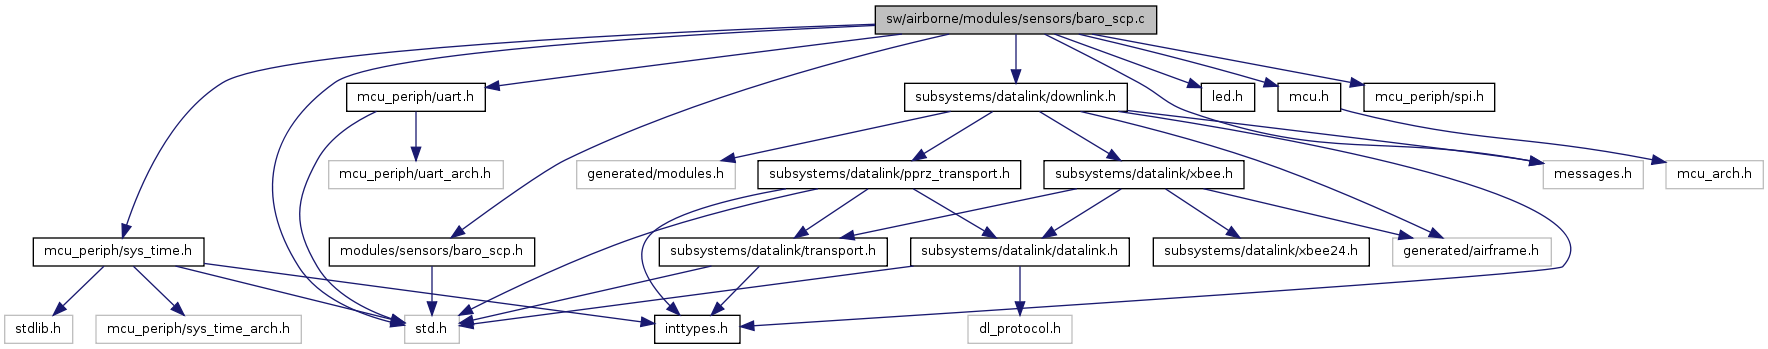 sw/airborne/modules/sensors/baro_scp.c
mcu_periph/uart.h
subsystems/datalink/downlink.h
led.h
mcu.h
mcu_periph/spi.h
mcu_periph/uart_arch.h
generated/modules.h
subsystems/datalink/pprz_transport.h
subsystems/datalink/xbee.h
messages.h
mcu_arch.h
mcu_periph/sys_time.h
modules/sensors/baro_scp.h
subsystems/datalink/transport.h
subsystems/datalink/datalink.h
subsystems/datalink/xbee24.h
generated/airframe.h
stdlib.h
mcu_periph/sys_time_arch.h
std.h
inttypes.h
dl_protocol.h